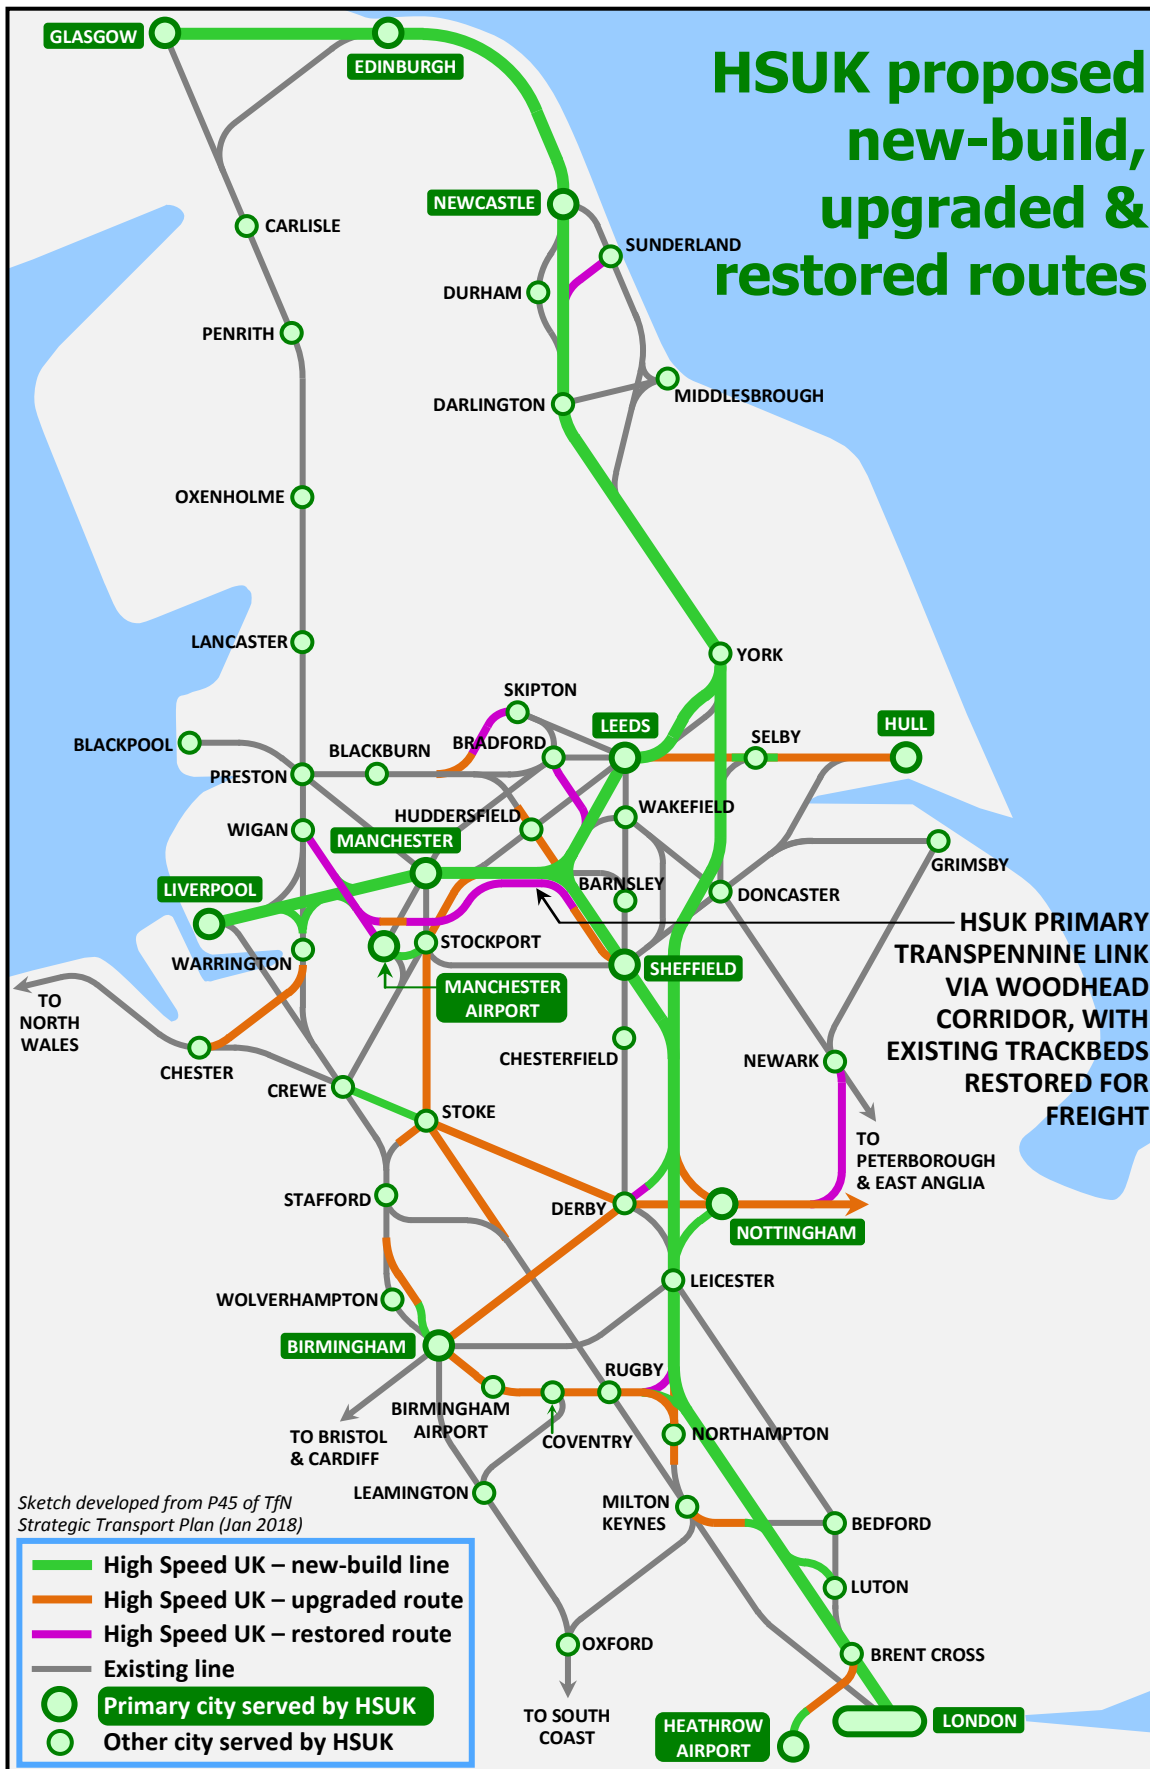 HSUK proposed
new-build,
upgraded &
restored routes
GLASGOW
EDINBURGH
NEWCASTLE
SUNDERLAND
CARLISLE
DURHAM
PENRITH
DARLINGTON
MIDDLESBROUGH
OXENHOLME
LANCASTER
YORK
SKIPTON
LEEDS
HULL
BLACKPOOL
BLACKBURN
BRADFORD
SELBY
PRESTON
WAKEFIELD
HUDDERSFIELD
WIGAN
MANCHESTER
GRIMSBY
LIVERPOOL
BARNSLEY
DONCASTER
HSUK PRIMARY
TRANSPENNINE LINK
VIA WOODHEAD
CORRIDOR, WITH
EXISTING TRACKBEDS
RESTORED FOR
FREIGHT
STOCKPORT
WARRINGTON
SHEFFIELD
MANCHESTER
AIRPORT
TO
NORTH
WALES
CHESTERFIELD
NEWARK
CHESTER
CREWE
STOKE
TO
PETERBOROUGH
& EAST ANGLIA
STAFFORD
DERBY
NOTTINGHAM
LEICESTER
WOLVERHAMPTON
BIRMINGHAM
RUGBY
BIRMINGHAM
AIRPORT
COVENTRY
NORTHAMPTON
TO BRISTOL
& CARDIFF
LEAMINGTON
MILTON
KEYNES
BEDFORD
LUTON
OXFORD
BRENT CROSS
TO SOUTH
COAST
HEATHROW
AIRPORT
LONDON
Sketch developed from P45 of TfN
Strategic Transport Plan (Jan 2018)
High Speed UK – new-build line
High Speed UK – upgraded route
High Speed UK – restored route
Existing line
Primary city served by HSUK
Other city served by HSUK